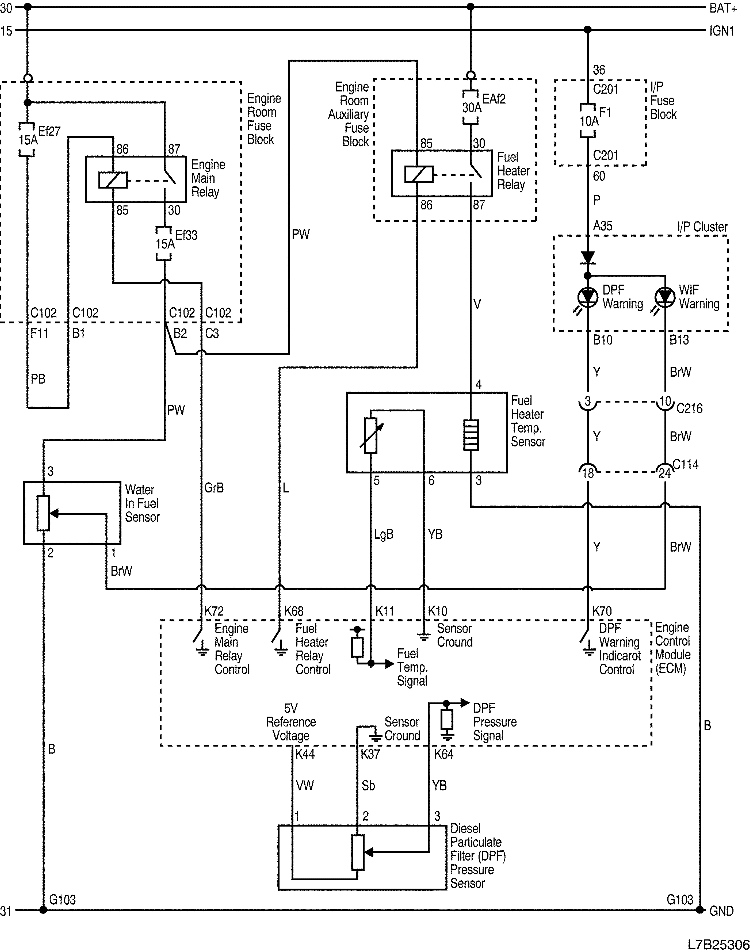 30 BAT+
15 IGN1
Engine
Room
Fuse
Block
Ef27
15A
86 87
Engine
Main
Relay
85 30
Ef33
15A
C102 C102 C102 C102
F11 B1 B2 C3
PB
PW
PW
Engine
Room
Auxiliary
Fuse
Block
EAf2
30A
85 30
Fuel
Heater
Relay
86 87
V
36
C201
F1
10A
C201
60
I/P
Fuse
Block
P
A35
I/P Cluster
DPF
Warning
WiF
Warning
B10 B13
Y BrW
3 10
C216
Y BrW
C114
18 24
Y BrW
4
Fuel
Heater
Temp.
Sensor
5 6 3
LgB YB
3
Water
In Fuel
Sensor
2 1
BrW
GrB
L
K72 K68 K11 K10 K70
Engine
Main
Relay
Control
Fuel
Heater
Relay
Control
Fuel
Temp.
Signal
Sensor
Ground
DPF
Warning
Indicarot
Control
Engine
Control
Module
(ECM)
5V
Reference
Voltage
Sensor
Ground
DPF
Pressure
Signal
K44 K37 K64
VW Sb YB
1 2 3
Diesel
Particulate
Filter (DPF)
Pressure
Sensor
B
B
G103 G103
31 GND
L7B25306